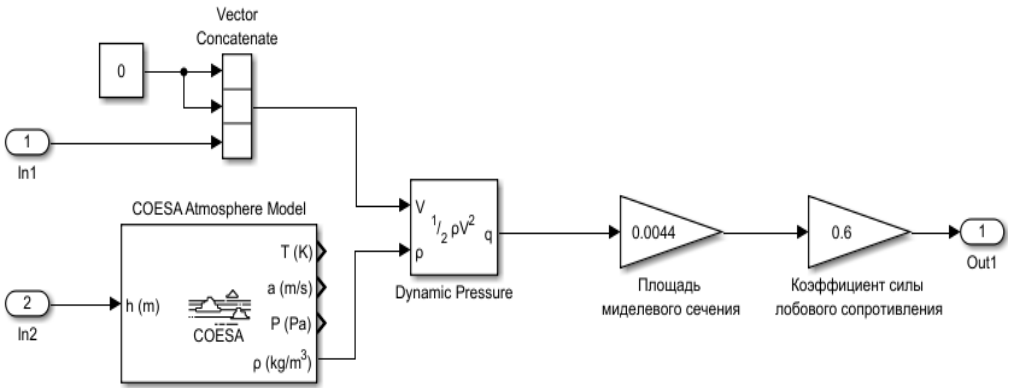 Vector
Concatenate
0
1
In1
COESA Atmosphere Model
h (m)
T (K)
a (m/s)
P (Pa)
ρ (kg/m³)
COESA
2
In2
V
ρ
1/2 ρV²
q
Dynamic Pressure
0.0044
Площадь
миделевого сечения
0.6
Коэффициент силы
лобового сопротивления
1
Out1